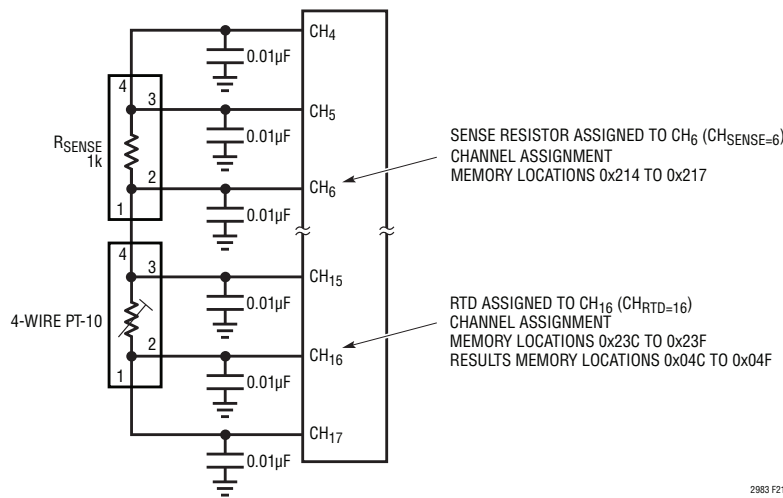 CH4
0.01µF
4
3
CH5
RSENSE
1k
0.01µF
2
CH6
1
0.01µF
SENSE RESISTOR ASSIGNED TO CH6 (CHSENSE=6)
CHANNEL ASSIGNMENT
MEMORY LOCATIONS 0x214 TO 0x217
4
3
CH15
4-WIRE PT-10
0.01µF
2
CH16
1
0.01µF
RTD ASSIGNED TO CH16 (CHRTD=16)
CHANNEL ASSIGNMENT
MEMORY LOCATIONS 0x23C TO 0x23F
RESULTS MEMORY LOCATIONS 0x04C TO 0x04F
CH17
0.01µF
2983 F21